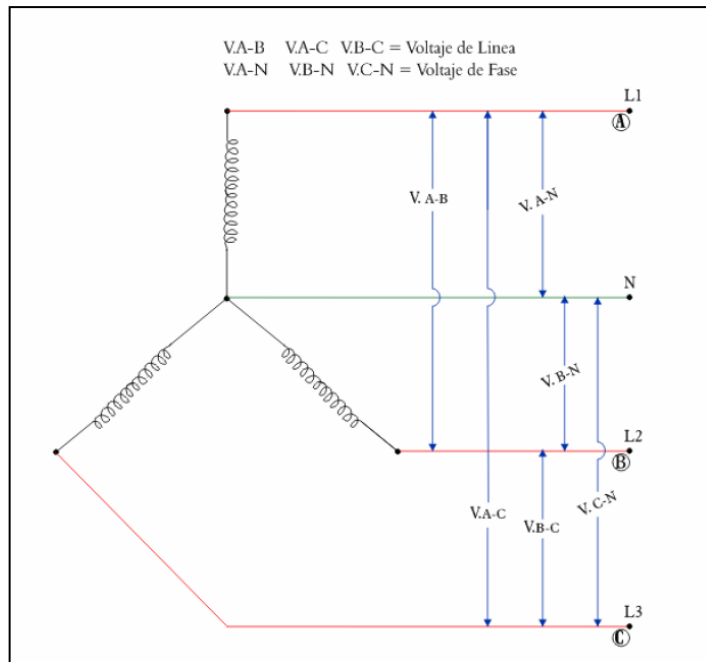 V.A-B V.A-C V.B-C = Voltaje de Linea
V.A-N V.B-N V.C-N = Voltaje de Fase
L1
A
V. A-B
V. A-N
N
V. B-N
L2
B
V.A-C
V.B-C
V. C-N
L3
C